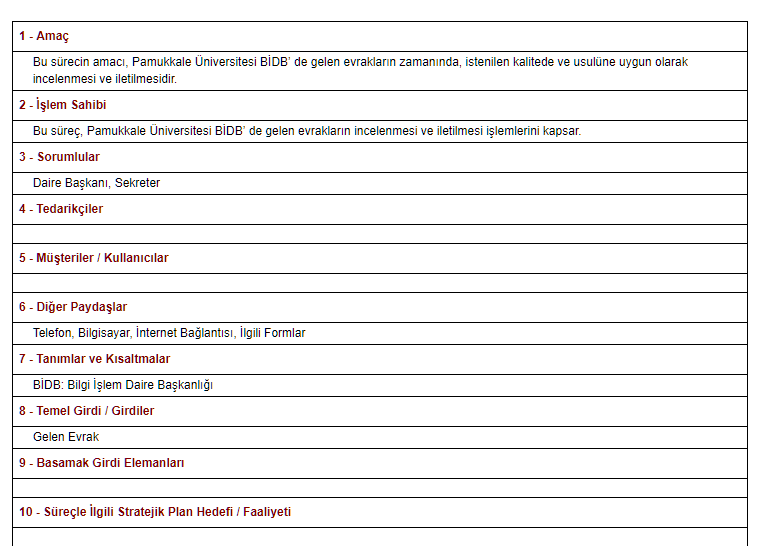 1 - Amaç
Bu sürecin amacı, Pamukkale Üniversitesi BİDB' de gelen evrakların zamanında, istenilen kalitede ve usulüne uygun olarak
incelenmesi ve iletilmesidir.
2 - İşlem Sahibi
Bu süreç, Pamukkale Üniversitesi BİDB' de gelen evrakların incelenmesi ve iletilmesi işlemlerini kapsar.
3 - Sorumlular
Daire Başkanı, Sekreter
4 - Tedarikçiler
5 - Müşteriler / Kullanıcılar
6 - Diğer Paydaşlar
Telefon, Bilgisayar, İnternet Bağlantısı, İlgili Formlar
7 - Tanımlar ve Kısaltmalar
BİDB: Bilgi İşlem Daire Başkanlığı
8 - Temel Girdi / Girdiler
Gelen Evrak
9 - Basamak Girdi Elemanları
10 - Süreçle İlgili Stratejik Plan Hedefi / Faaliyeti